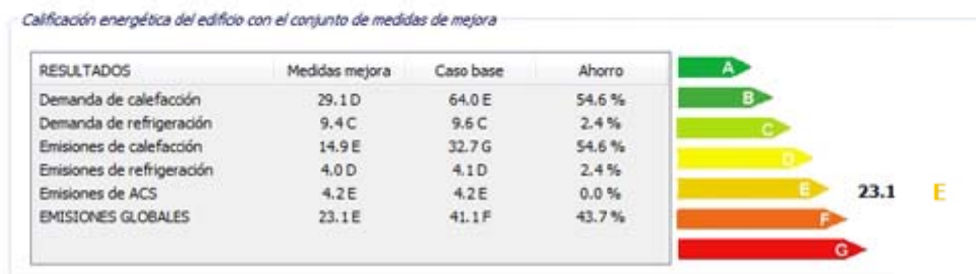 Calificación energética del edificio con el conjunto de medidas de mejora
RESULTADOS Medidas mejora Caso base Ahorro
Demanda de calefacción 29.1 D 64.0 E 54.6 %
Demanda de refrigeración 9.4 C 9.6 C 2.4 %
Emisiones de calefacción 14.9 E 32.7 G 54.6 %
Emisiones de refrigeración 4.0 D 4.1 D 2.4 %
Emisiones de ACS 4.2 E 4.2 E 0.0 %
EMISIONES GLOBALES 23.1 E 41.1 F 43.7 %
A
B
C
D
E 23.1 E
F
G